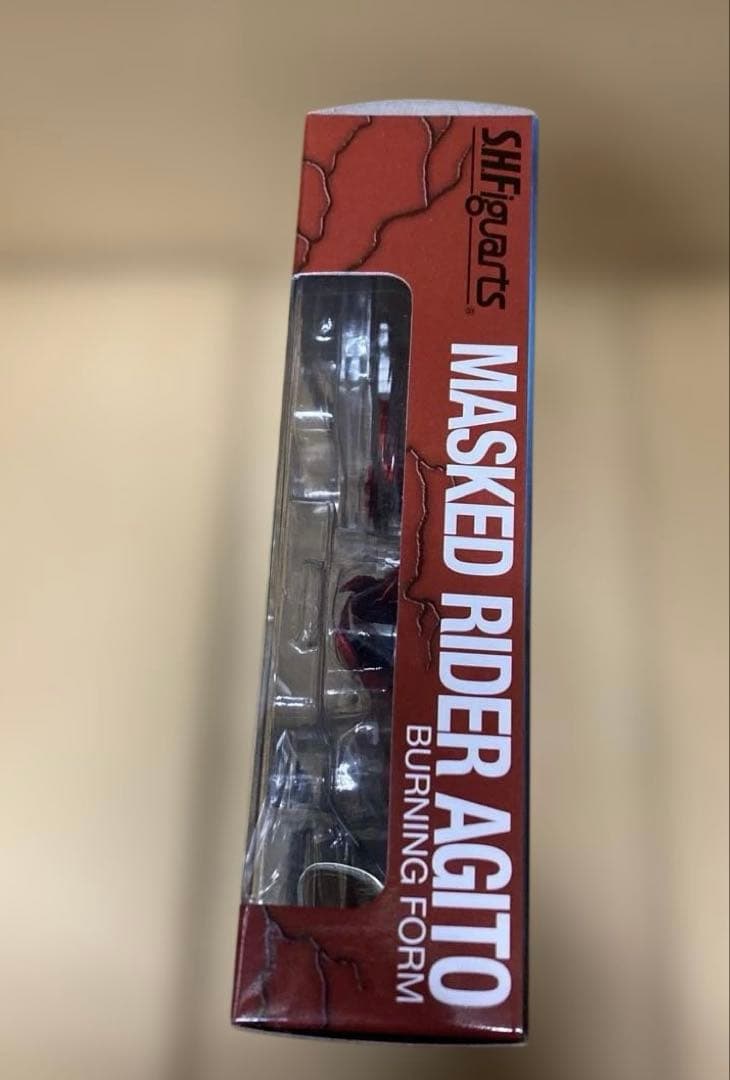 S.H.Figuarts®
MASKED RIDER AGITO
BURNING FORM